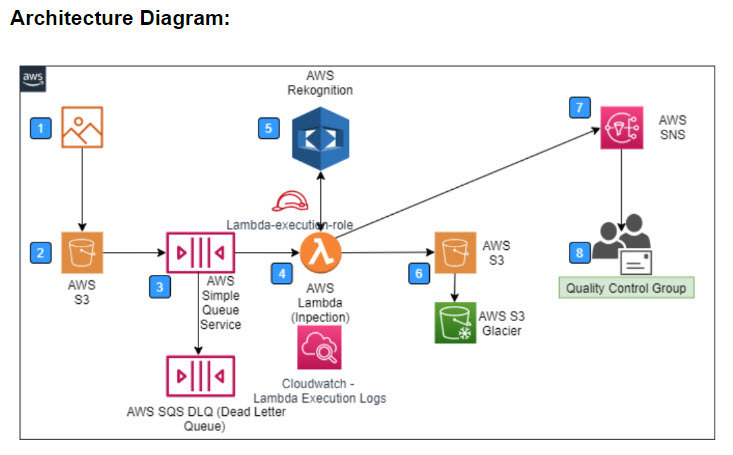 Architecture Diagram:
aws
AWS
Rekognition
1
5
7
AWS
SNS
Lambda-execution-role
2
AWS
S3
3
AWS
Simple
Queue
Service
4
AWS
Lambda
(Inpection)
6
AWS
S3
8
Quality Control Group
AWS S3
Glacier
Cloudwatch -
Lambda Execution Logs
AWS SQS DLQ (Dead Letter
Queue)